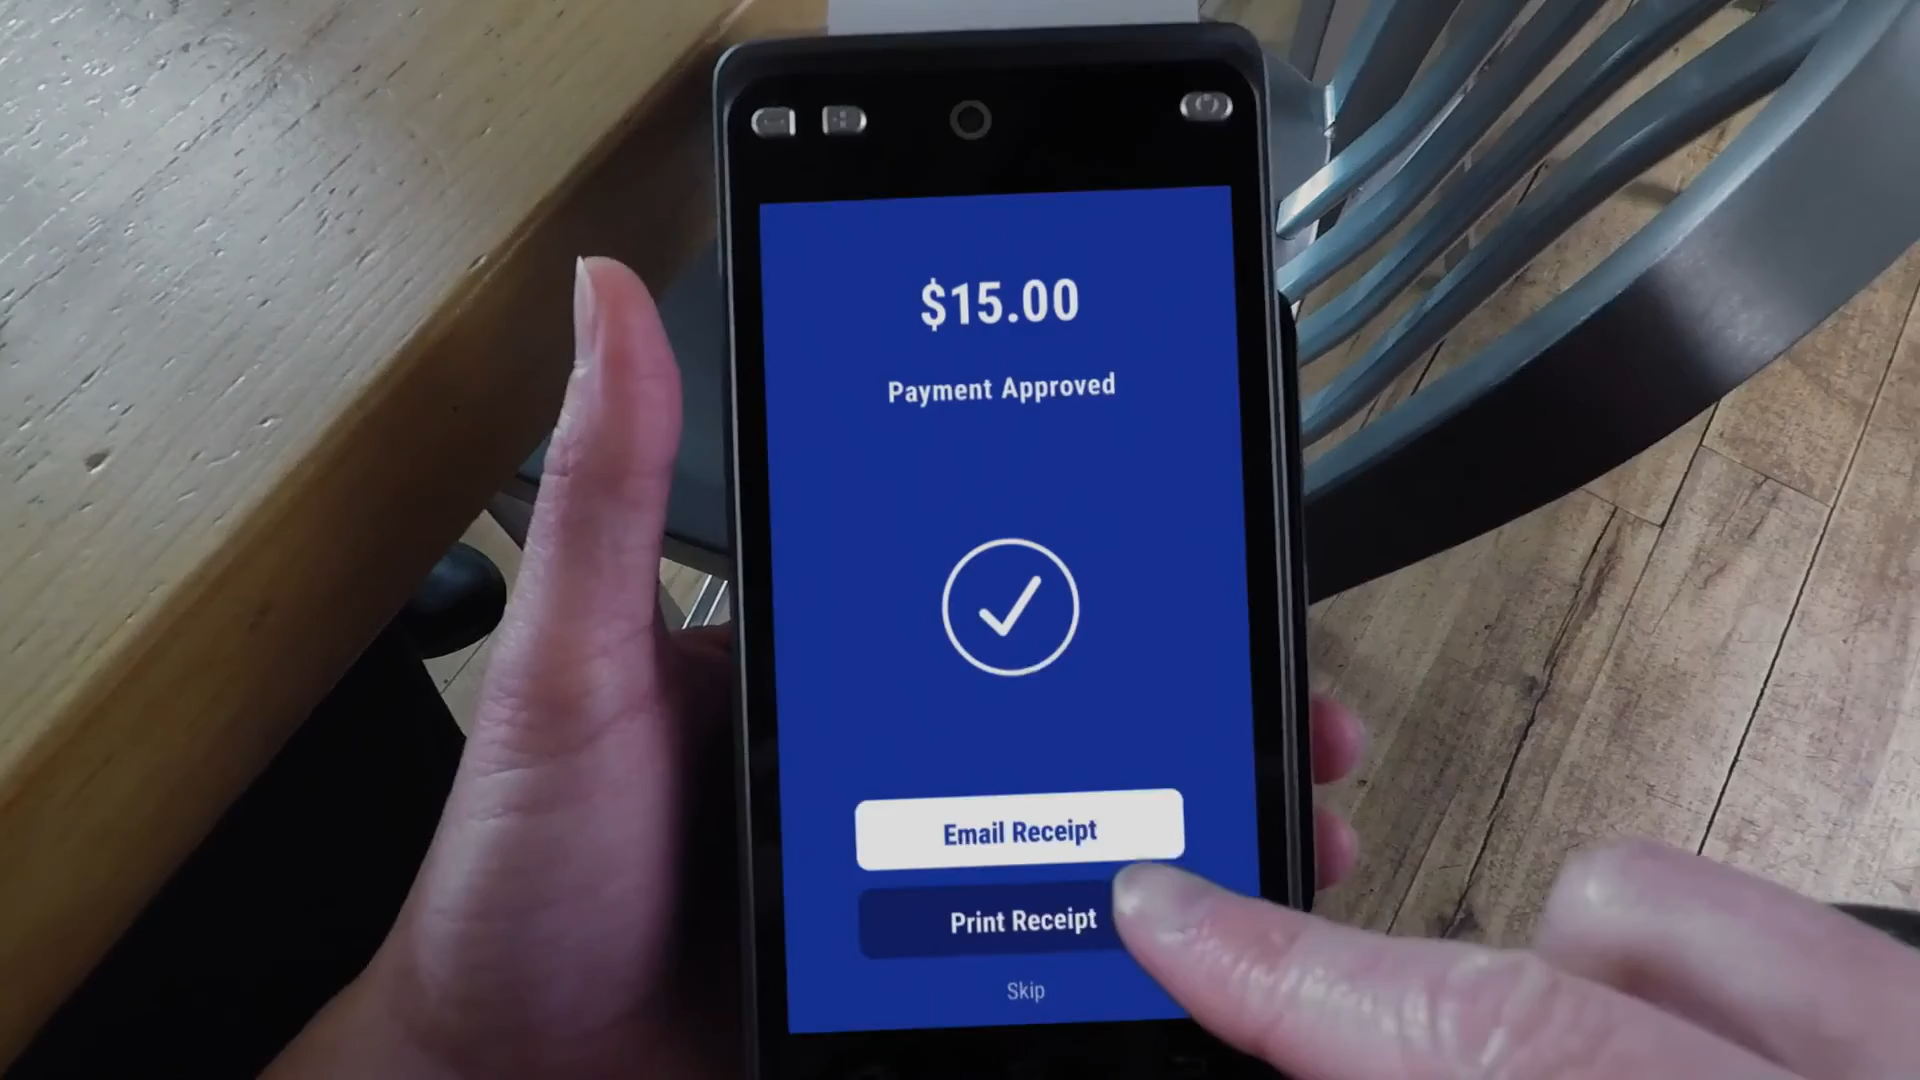 $15.00
Payment Approved
Email Receipt
Print Receipt
Skip